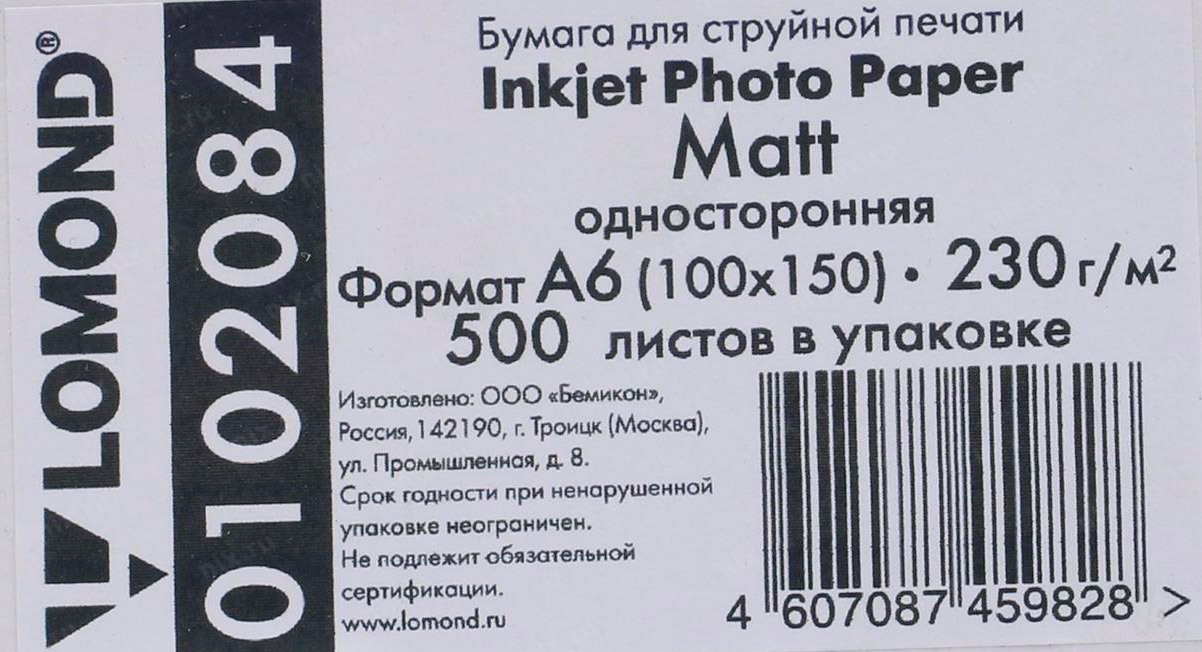 LOMOND®
0102084
Бумага для струйной печати
Inkjet Photo Paper
Matt
односторонняя
Формат А6 (100x150) • 230 г/м²
500 листов в упаковке
Изготовлено: ООО «Бемикон»,
Россия, 142190, г. Троицк (Москва),
ул. Промышленная, д. 8.
Срок годности при ненарушенной
упаковке неограничен.
Не подлежит обязательной
сертификации.
www.lomond.ru
4 607087 459828 >